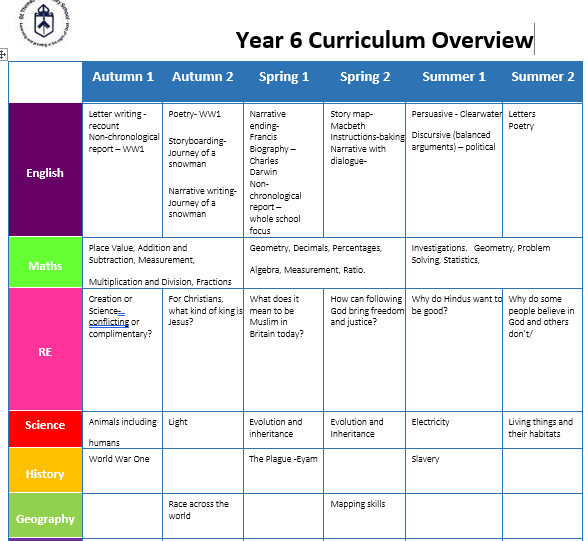 Year 6 Curriculum Overview
Autumn 1
Autumn 2
Spring 1
Spring 2
Summer 1
Summer 2
English
Letter writing -
recount
Non-chronological
report – WW1
Poetry- WW1
Storyboarding-
Journey of a
snowman
Narrative writing-
Journey of a
snowman
Narrative
ending-
Francis
Biography –
Charles
Darwin
Non-
chronological
report –
whole school
focus
Story map-
Macbeth
Instructions-baking
Narrative with
dialogue-
Persuasive - Clearwater
Discursive (balanced
arguments) – political
Letters
Poetry
Maths
Place Value, Addition and
Subtraction, Measurement,
Multiplication and Division, Fractions
Geometry, Decimals, Percentages,
Algebra, Measurement, Ratio.
Investigations. Geometry, Problem
Solving, Statistics,
RE
Creation or
Science-
conflicting or
complimentary?
For Christians,
what kind of king is
Jesus?
What does it
mean to be
Muslim in
Britain today?
How can following
God bring freedom
and justice?
Why do Hindus want to
be good?
Why do some
people believe in
God and others
don't/
Science
Animals including
humans
Light
Evolution and
inheritance
Evolution and
Inheritance
Electricity
Living things and
their habitats
History
World War One
The Plague -Eyam
Slavery
Geography
Race across the
world
Mapping skills